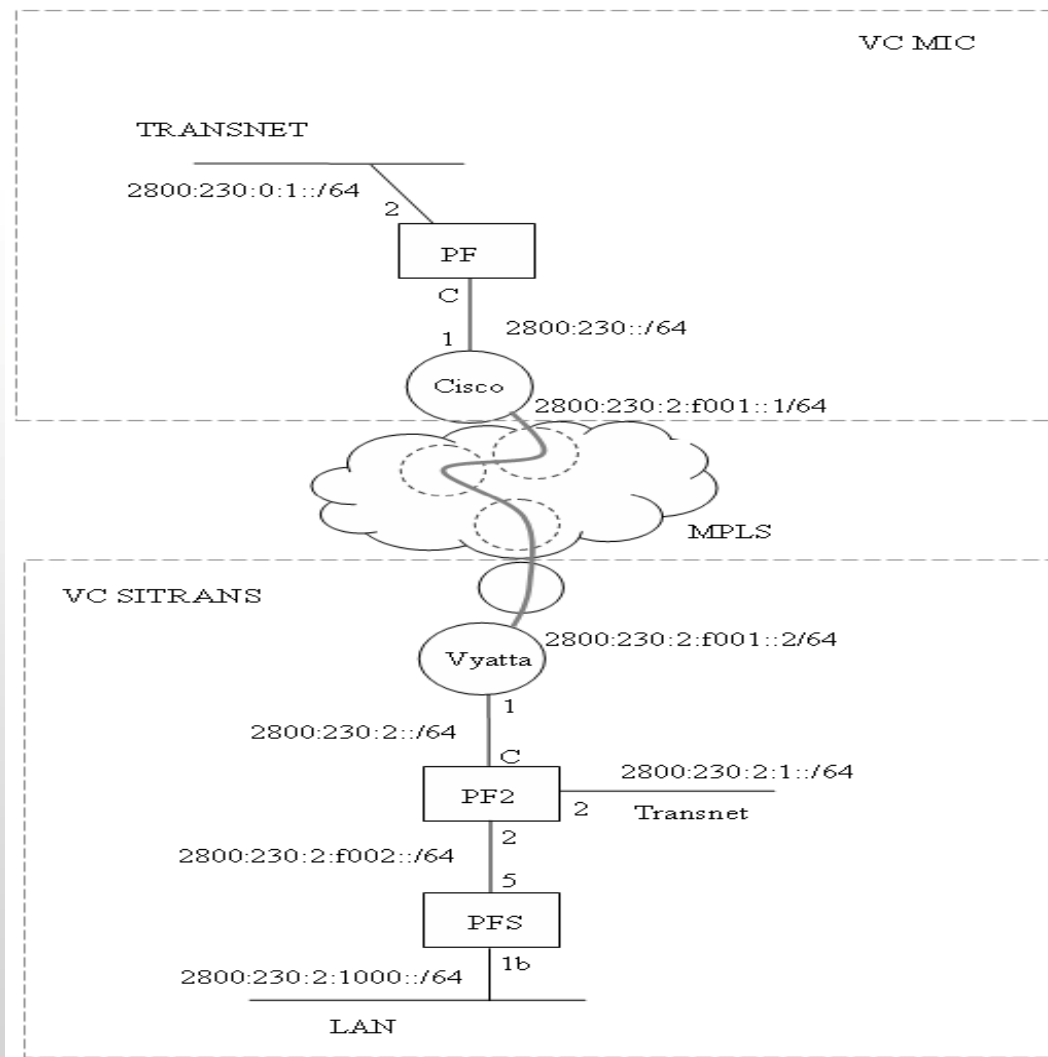 VC MIC
TRANSNET
2800:230:0:1::/64
2
PF
C
2800:230::/64
1
Cisco
2800:230:2:f001::1/64
MPLS
VC SITRANS
2800:230:2:f001::2/64
Vyatta
1
2800:230:2::/64
C
2800:230:2:1::/64
PF2
2
Transnet
2
2800:230:2:f002::/64
5
PFS
1b
2800:230:2:1000::/64
LAN